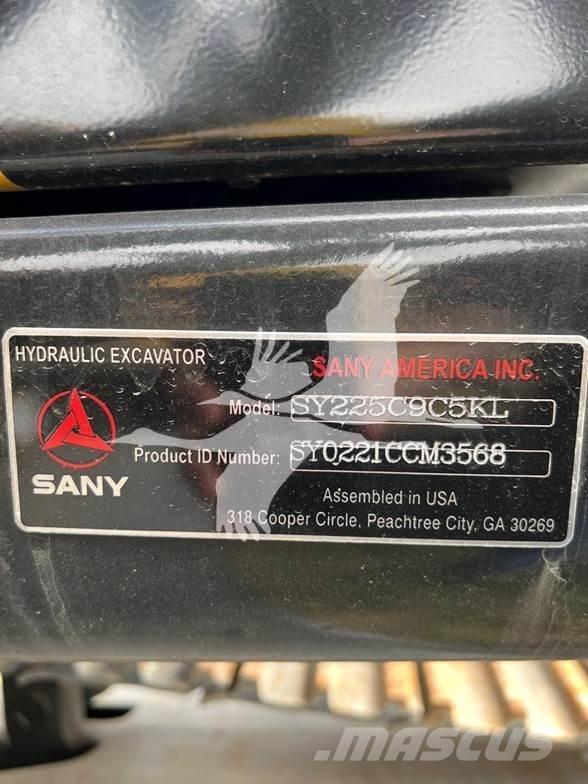 HYDRAULIC EXCAVATOR
SANY AMERICA INC.
Model: SY225C9C5KL
Product ID Number: SY0221CCM3568
SANY
Assembled in USA
318 Cooper Circle, Peachtree City, GA 30269
MASCUS